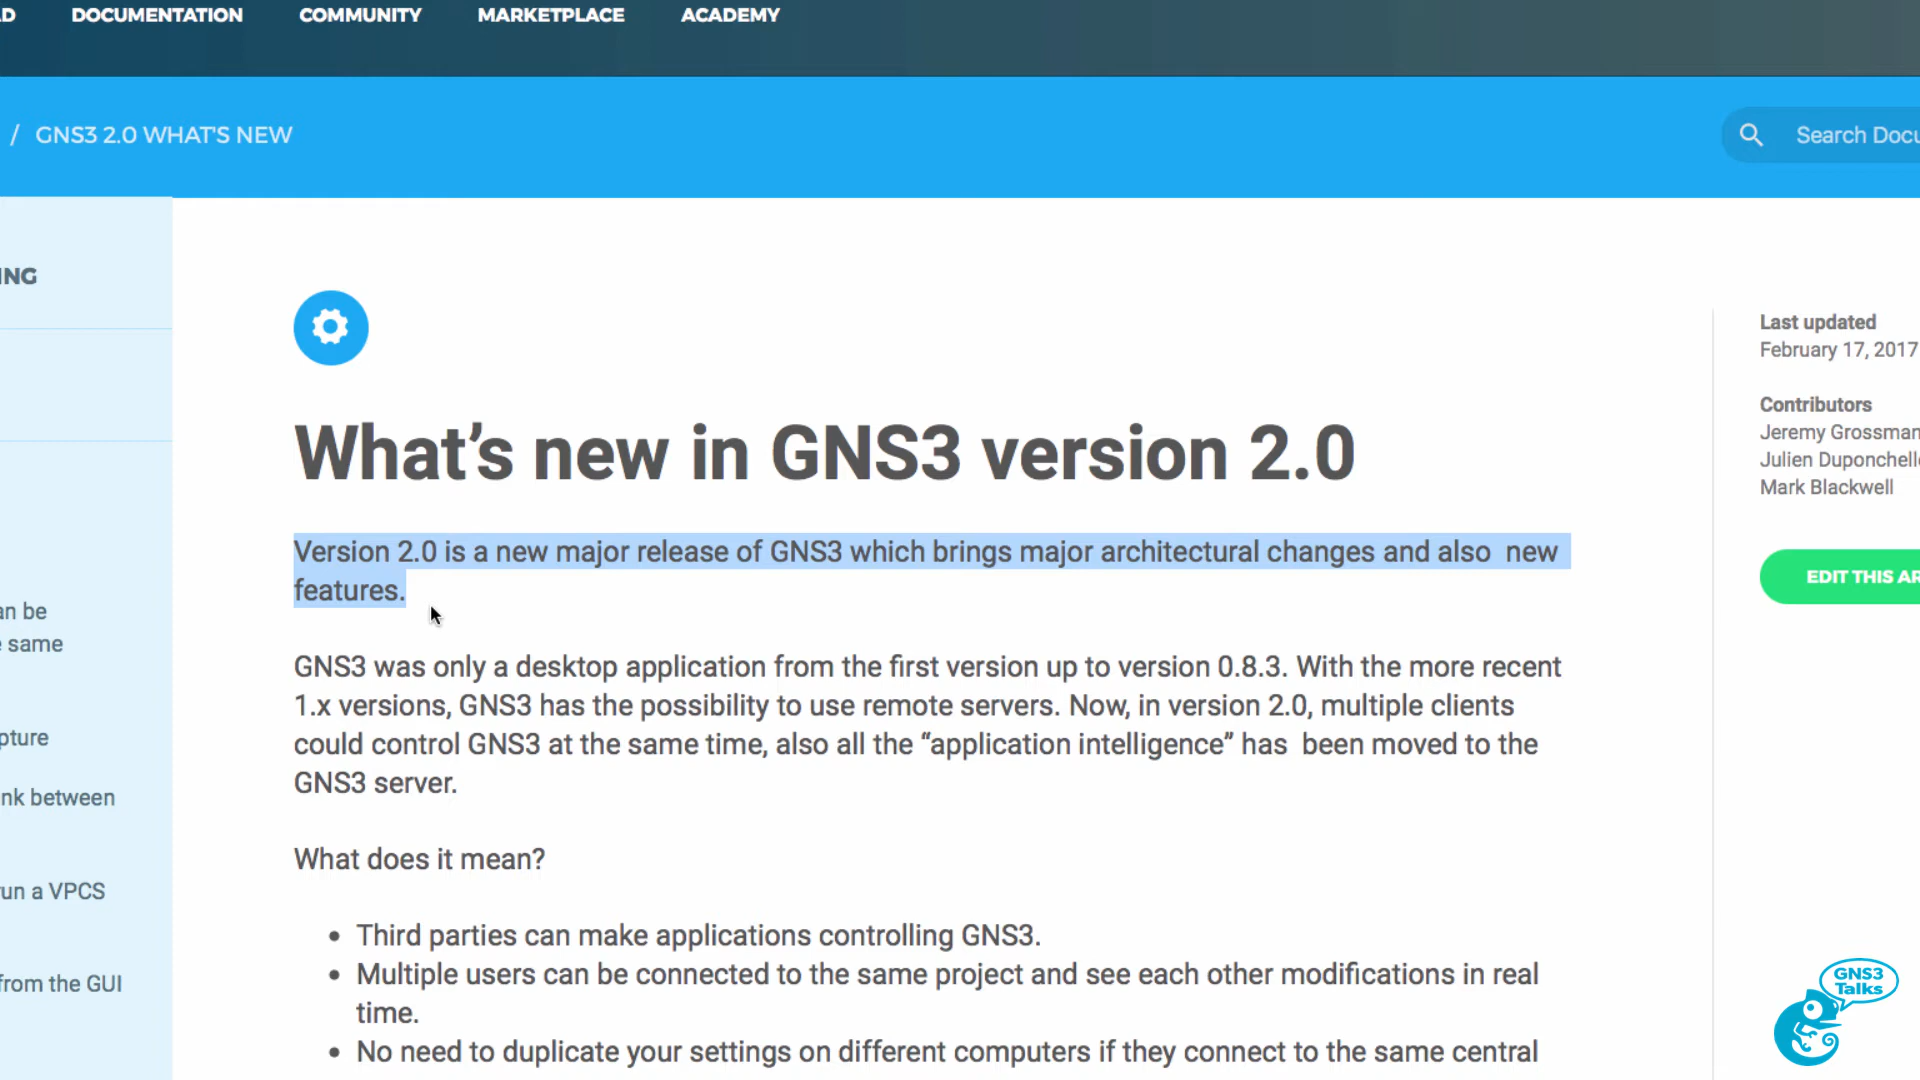 DOCUMENTATION COMMUNITY MARKETPLACE ACADEMY
/ GNS3 2.0 WHAT'S NEW
Search Docu
ING
Last updated
February 17, 2017
Contributors
Jeremy Grossman
Julien Duponchelle
Mark Blackwell
EDIT THIS AR
What's new in GNS3 version 2.0
Version 2.0 is a new major release of GNS3 which brings major architectural changes and also new
features.
an be
same
GNS3 was only a desktop application from the first version up to version 0.8.3. With the more recent
1.x versions, GNS3 has the possibility to use remote servers. Now, in version 2.0, multiple clients
could control GNS3 at the same time, also all the “application intelligence” has been moved to the
GNS3 server.
pture
nk between
run a VPCS
from the GUI
What does it mean?
• Third parties can make applications controlling GNS3.
• Multiple users can be connected to the same project and see each other modifications in real
time.
• No need to duplicate your settings on different computers if they connect to the same central
GNS3
Talks